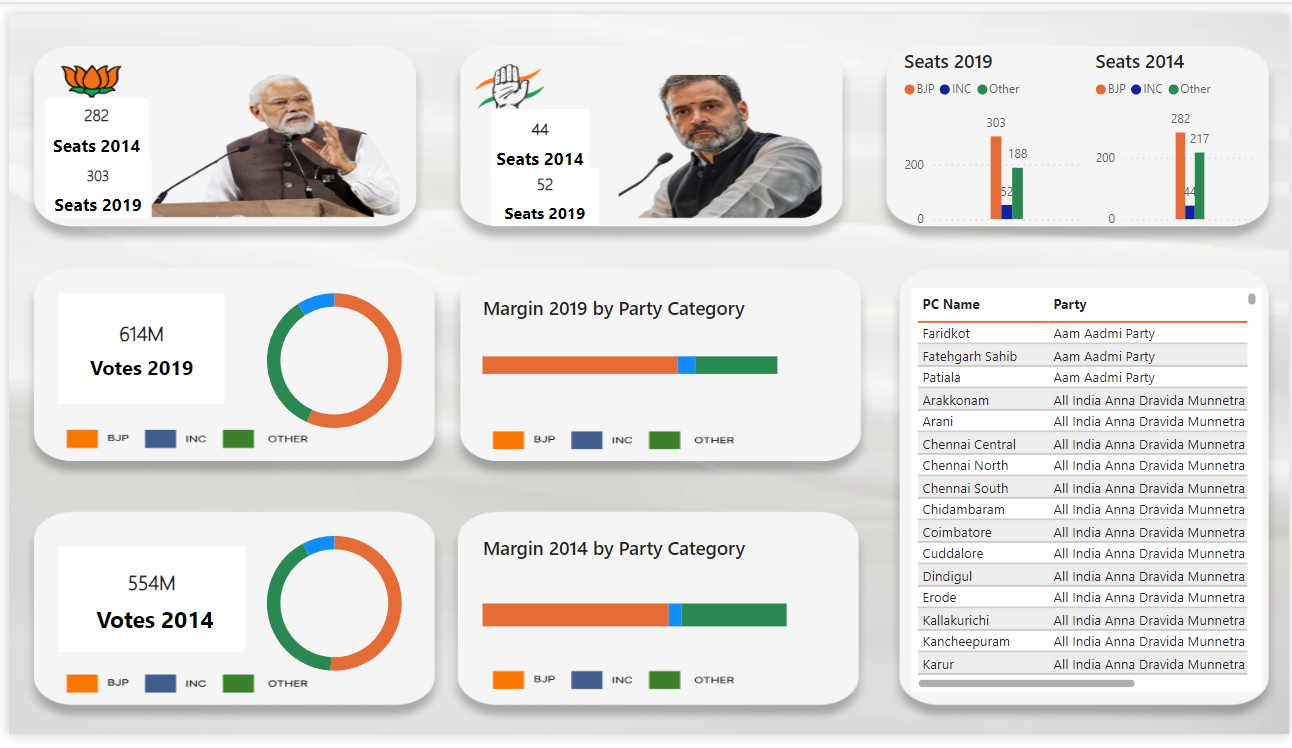 282
Seats 2014
303
Seats 2019
44
Seats 2014
52
Seats 2019
Seats 2019
BJP INC Other
303
188
200
52
0
Seats 2014
BJP INC Other
282
217
200
44
0
614M
Votes 2019
BJP INC OTHER
Margin 2019 by Party Category
BJP INC OTHER
PC Name Party
Faridkot Aam Aadmi Party
Fatehgarh Sahib Aam Aadmi Party
Patiala Aam Aadmi Party
Arakkonam All India Anna Dravida Munnetra
Arani All India Anna Dravida Munnetra
Chennai Central All India Anna Dravida Munnetra
Chennai North All India Anna Dravida Munnetra
Chennai South All India Anna Dravida Munnetra
Chidambaram All India Anna Dravida Munnetra
Coimbatore All India Anna Dravida Munnetra
Cuddalore All India Anna Dravida Munnetra
Dindigul All India Anna Dravida Munnetra
Erode All India Anna Dravida Munnetra
Kallakurichi All India Anna Dravida Munnetra
Kancheepuram All India Anna Dravida Munnetra
Karur All India Anna Dravida Munnetra
554M
Votes 2014
BJP INC OTHER
Margin 2014 by Party Category
BJP INC OTHER